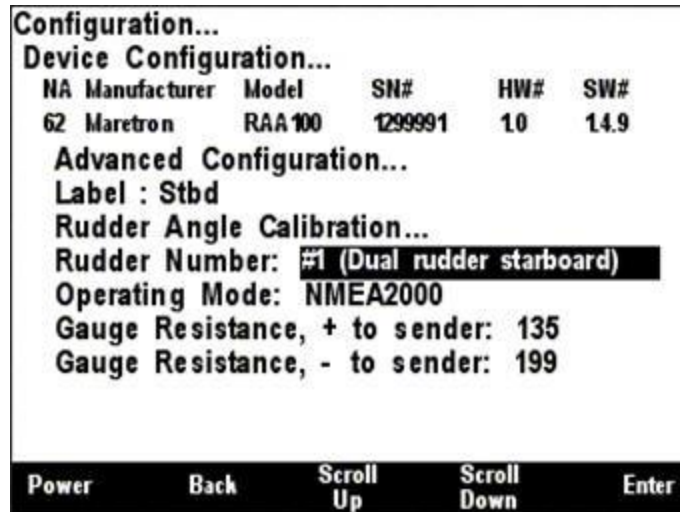 Configuration...
Device Configuration...
NA Manufacturer Model SN# HW# SW#
62 Maretron RAA100 1299991 1.0 1.4.9
Advanced Configuration...
Label : Stbd
Rudder Angle Calibration...
Rudder Number: #1 (Dual rudder starboard)
Operating Mode: NMEA2000
Gauge Resistance, + to sender: 135
Gauge Resistance, - to sender: 199
Power Back Scroll Up Scroll Down Enter